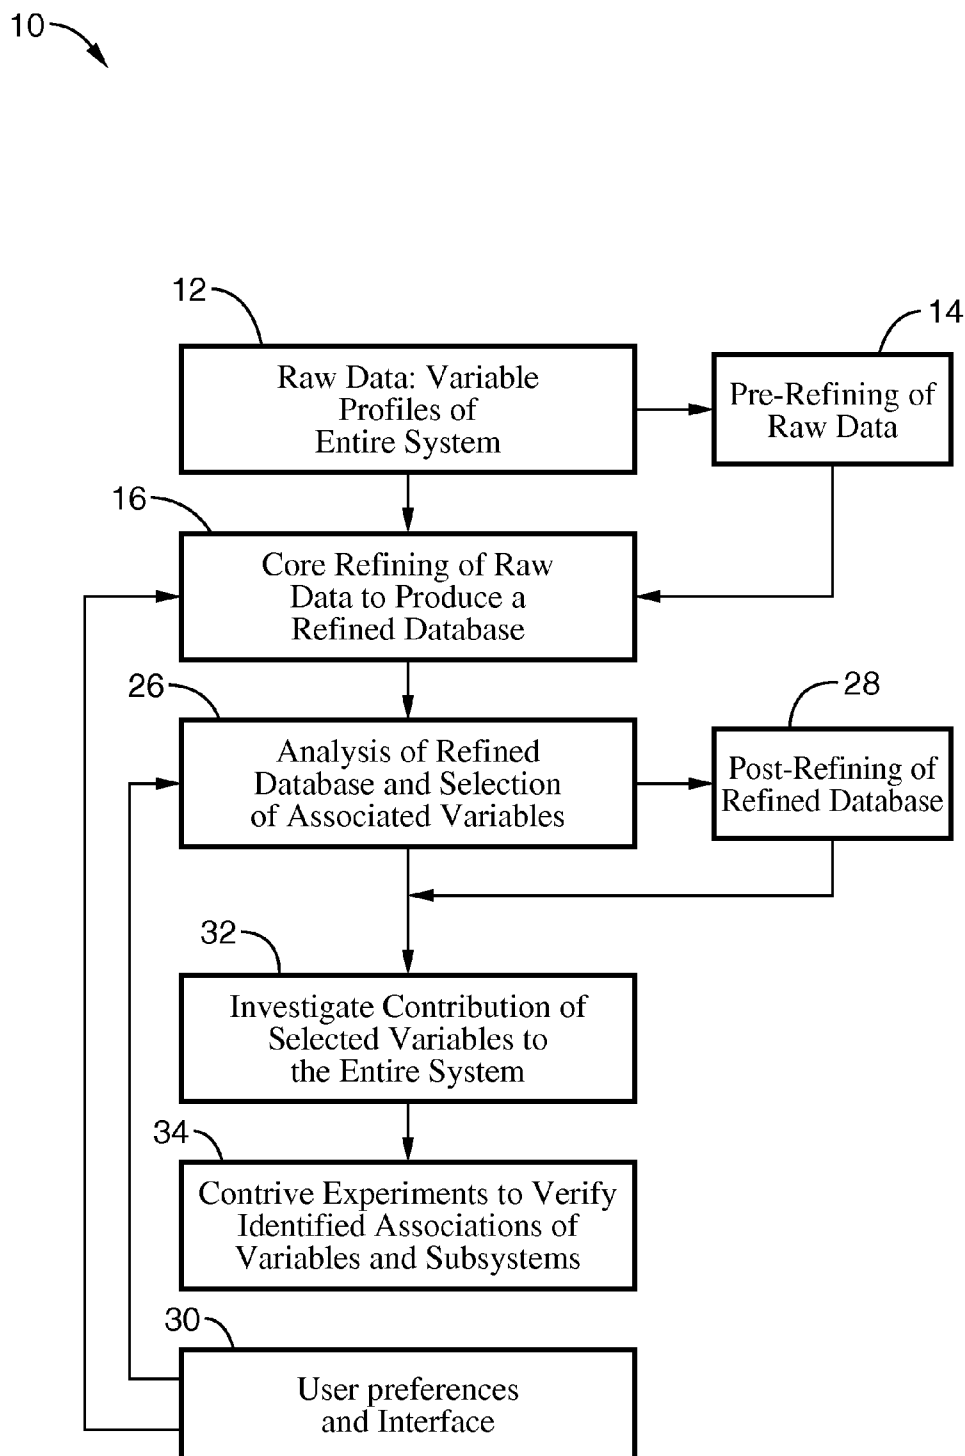 10
12
Raw Data: Variable
Profiles of
Entire System
14
Pre-Refining of
Raw Data
16
Core Refining of Raw
Data to Produce a
Refined Database
26
Analysis of Refined
Database and Selection
of Associated Variables
28
Post-Refining of
Refined Database
32
Investigate Contribution of
Selected Variables to
the Entire System
34
Contrive Experiments to Verify
Identified Associations of
Variables and Subsystems
30
User preferences
and Interface